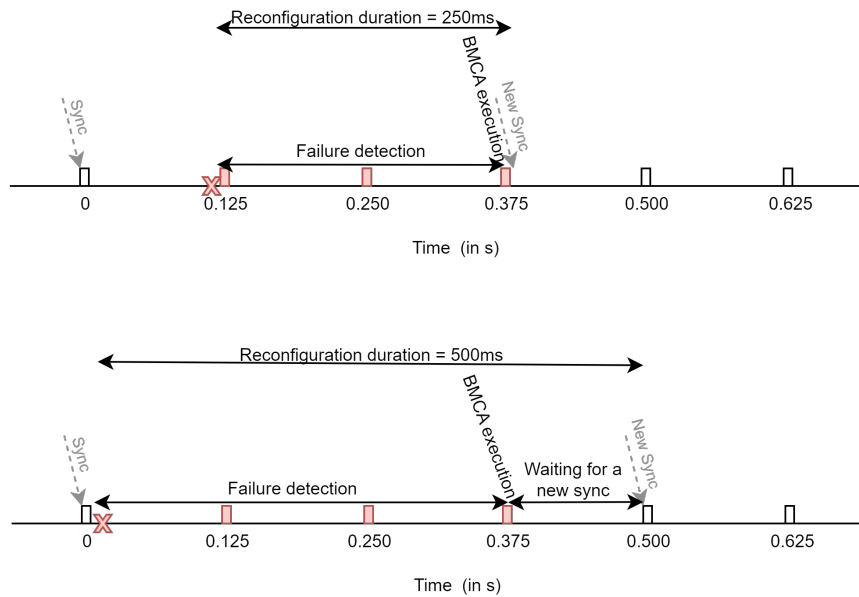 Reconfiguration duration = 250ms
Sync
BMCA execution
New Sync
Failure detection
X
0
0.125
0.250
0.375
0.500
0.625
Time (in s)
Reconfiguration duration = 500ms
Sync
BMCA execution
New Sync
Failure detection
Waiting for a
new sync
X
0
0.125
0.250
0.375
0.500
0.625
Time (in s)